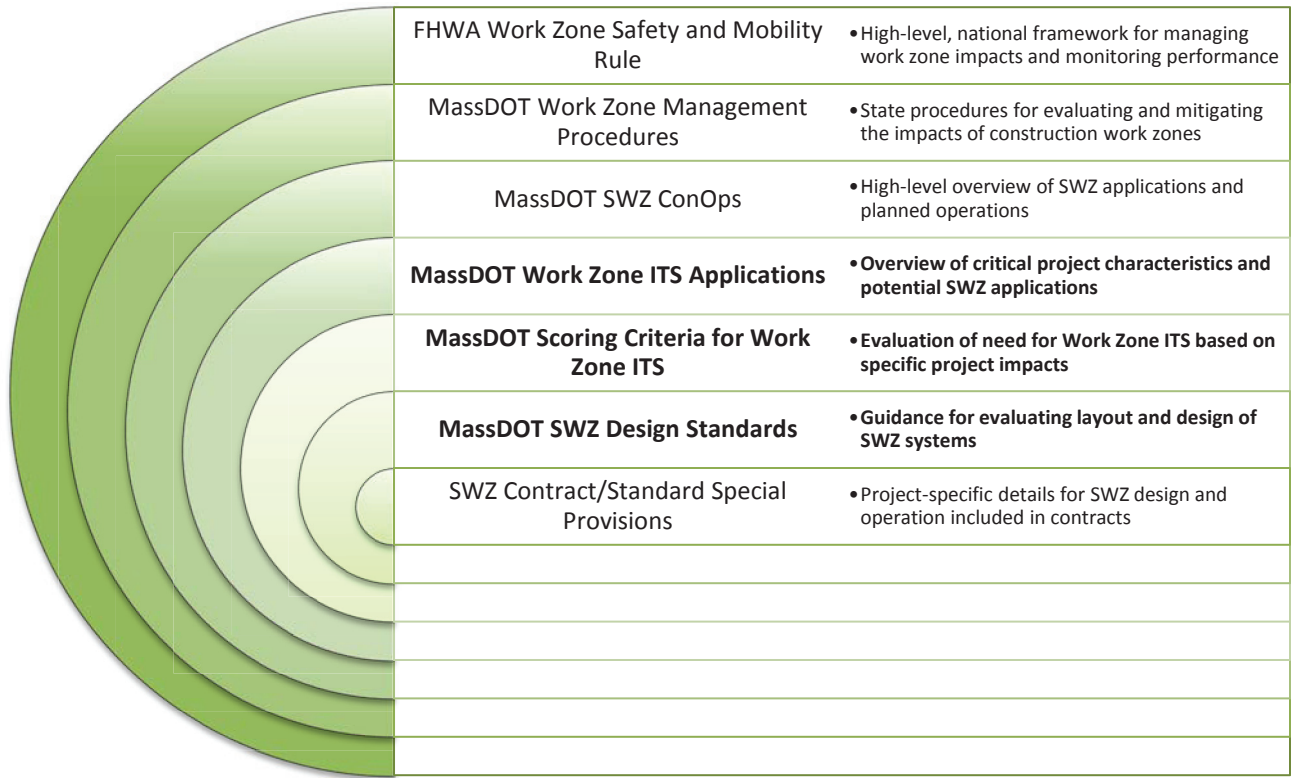 FHWA Work Zone Safety and Mobility
Rule
•High-level, national framework for managing
work zone impacts and monitoring performance
MassDOT Work Zone Management
Procedures
•State procedures for evaluating and mitigating
the impacts of construction work zones
MassDOT SWZ ConOps
•High-level overview of SWZ applications and
planned operations
MassDOT Work Zone ITS Applications
•Overview of critical project characteristics and
potential SWZ applications
MassDOT Scoring Criteria for Work
Zone ITS
•Evaluation of need for Work Zone ITS based on
specific project impacts
MassDOT SWZ Design Standards
•Guidance for evaluating layout and design of
SWZ systems
SWZ Contract/Standard Special
Provisions
•Project-specific details for SWZ design and
operation included in contracts